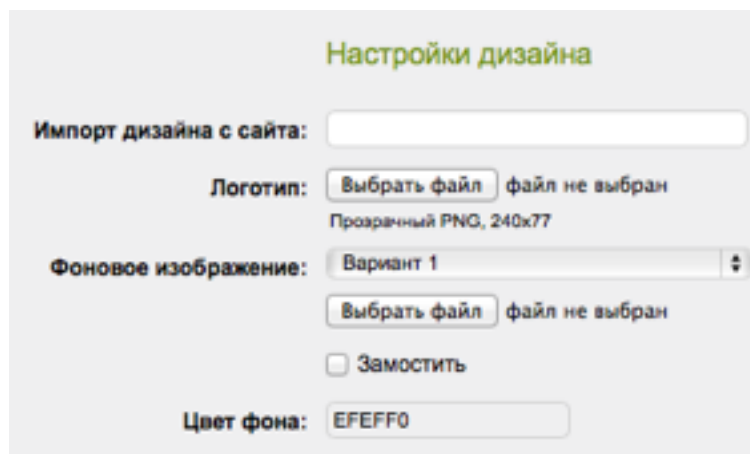 Настройки дизайна
Импорт дизайна с сайта:
Логотип: Выбрать файл файл не выбран
Прозрачный PNG, 240x77
Фоновое изображение: Вариант 1
Выбрать файл файл не выбран
Замостить
Цвет фона: EFEFF0